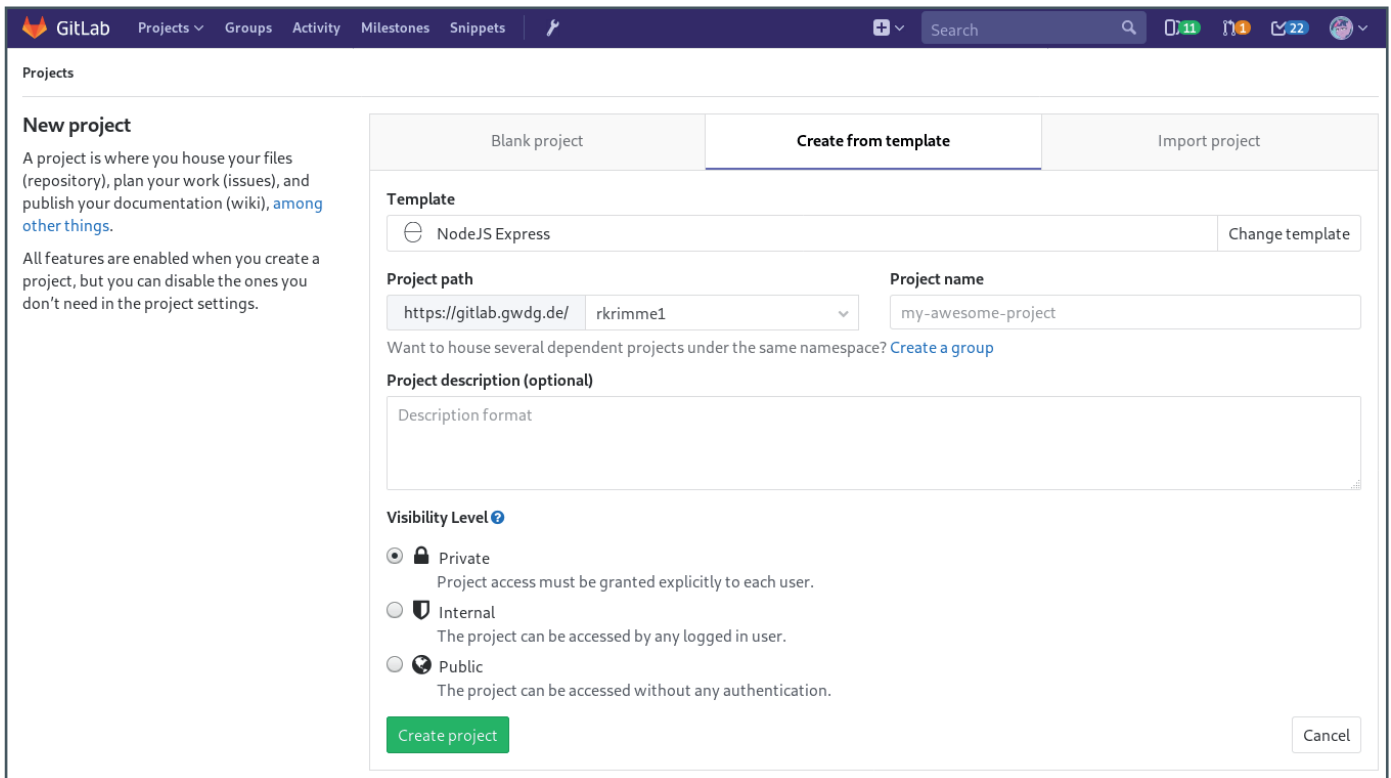 GitLab Projects Groups Activity Milestones Snippets Search 11 1 22
Projects
New project
A project is where you house your files
(repository), plan your work (issues), and
publish your documentation (wiki), among
other things.
All features are enabled when you create a
project, but you can disable the ones you
don't need in the project settings.
Blank project Create from template Import project
Template
NodeJS Express Change template
Project path Project name
https://gitlab.gwdg.de/ rkrimme1 my-awesome-project
Want to house several dependent projects under the same namespace? Create a group
Project description (optional)
Description format
Visibility Level
Private
Project access must be granted explicitly to each user.
Internal
The project can be accessed by any logged in user.
Public
The project can be accessed without any authentication.
Create project Cancel